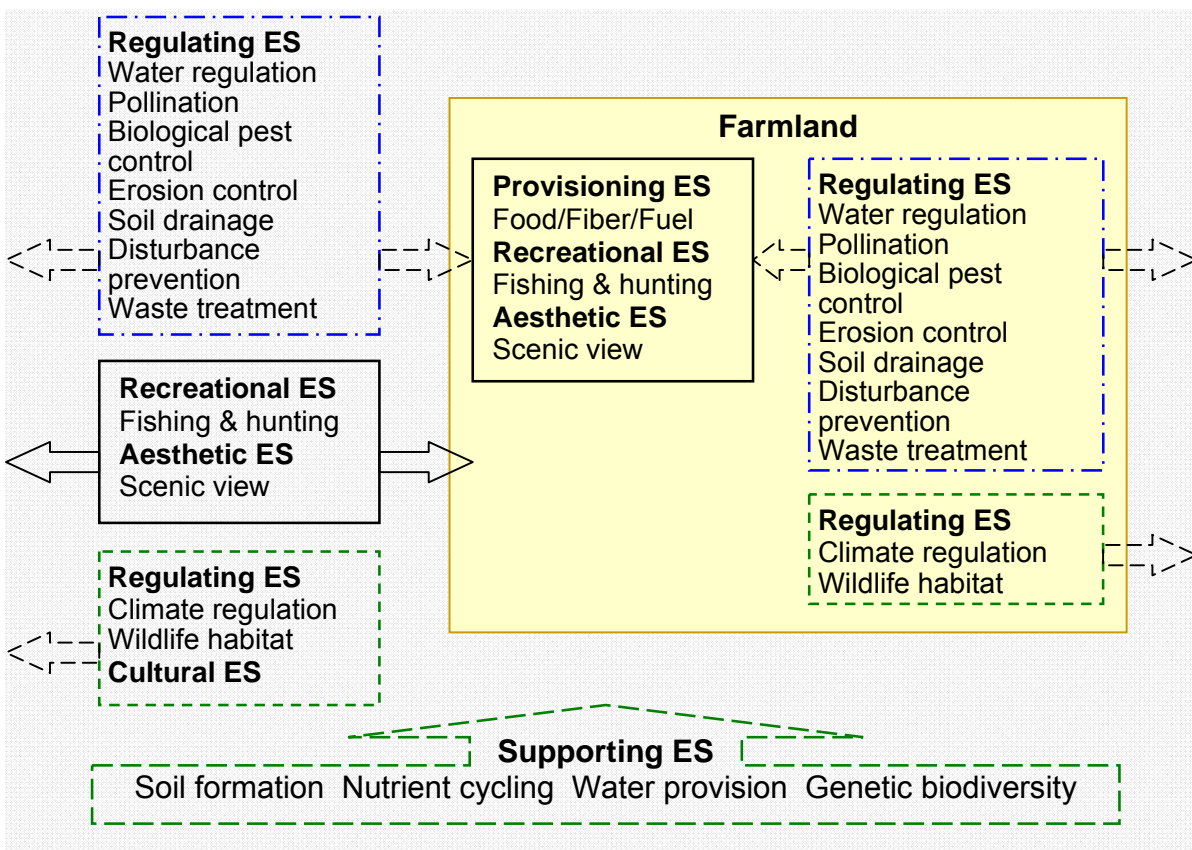 Regulating ES
Water regulation
Pollination
Biological pest
control
Erosion control
Soil drainage
Disturbance
prevention
Waste treatment
Recreational ES
Fishing & hunting
Aesthetic ES
Scenic view
Regulating ES
Climate regulation
Wildlife habitat
Cultural ES
Farmland
Provisioning ES
Food/Fiber/Fuel
Recreational ES
Fishing & hunting
Aesthetic ES
Scenic view
Regulating ES
Water regulation
Pollination
Biological pest
control
Erosion control
Soil drainage
Disturbance
prevention
Waste treatment
Regulating ES
Climate regulation
Wildlife habitat
Supporting ES
Soil formation Nutrient cycling Water provision Genetic biodiversity